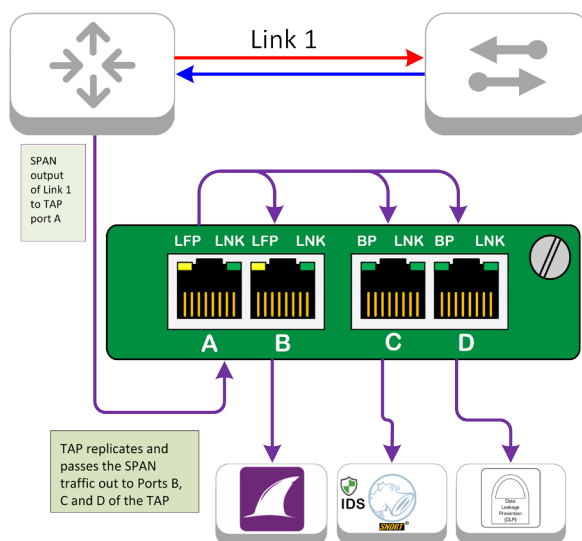 Link 1
SPAN
output
of Link 1
to TAP
port A
LFP LNK LFP LNK BP LNK BP LNK
A B C D
TAP replicates and
passes the SPAN
traffic out to Ports B,
C and D of the TAP
IDS
SNORT
Data
Leakage
Prevention
(DLP)